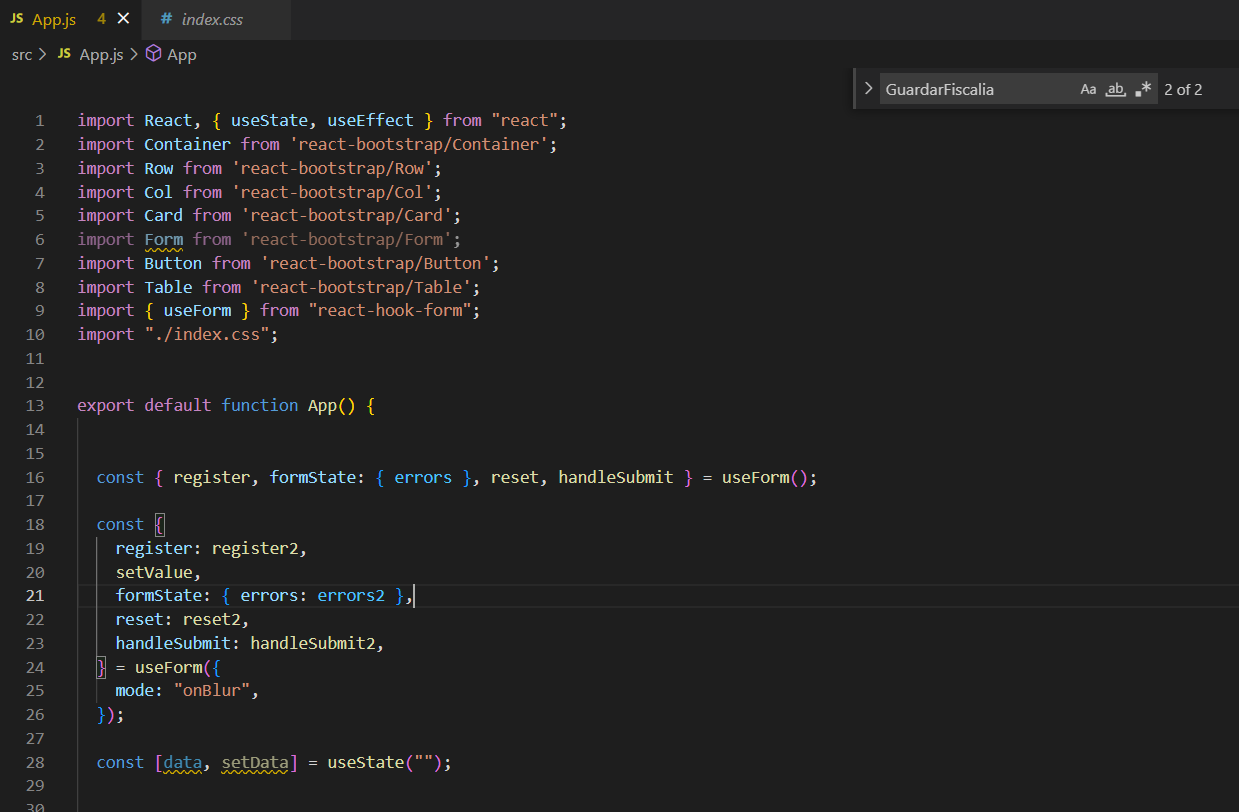 JS App.js 4 × # index.css
src > JS App.js > App
> GuardarFiscalia Aa ab .* 2 of 2
1 import React, { useState, useEffect } from "react";
2 import Container from 'react-bootstrap/Container';
3 import Row from 'react-bootstrap/Row';
4 import Col from 'react-bootstrap/Col';
5 import Card from 'react-bootstrap/Card';
6 import Form from 'react-bootstrap/Form';
7 import Button from 'react-bootstrap/Button';
8 import Table from 'react-bootstrap/Table';
9 import { useForm } from "react-hook-form";
10 import "./index.css";
11
12
13 export default function App() {
14
15
16 const { register, formState: { errors }, reset, handleSubmit } = useForm();
17
18 const {
19 register: register2,
20 setValue,
21 formState: { errors: errors2 },
22 reset: reset2,
23 handleSubmit: handleSubmit2,
24 } = useForm({
25 mode: "onBlur",
26 });
27
28 const [data, setData] = useState("");
29
30